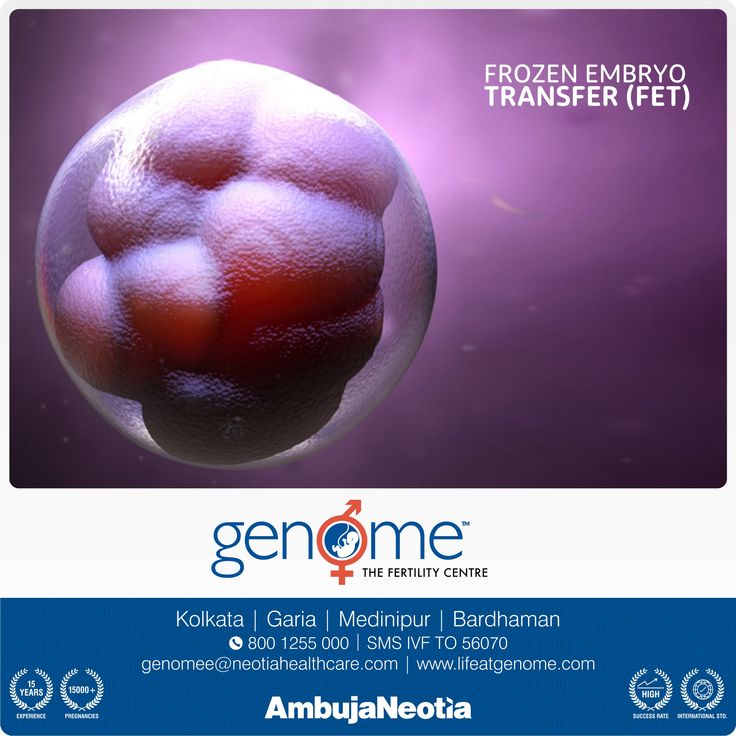 FROZEN EMBRYO
TRANSFER (FET)
genome™
THE FERTILITY CENTRE
Kolkata | Garia | Medinipur | Bardhaman
800 1255 000 | SMS IVF TO 56070
genomee@neotiahealthcare.com | www.lifeatgenome.com
15
YEARS
EXPERIENCE
15000+
PREGNANCIES
AmbujaNeotia
HIGH
SUCCESS RATE
INTERNATIONAL STD.